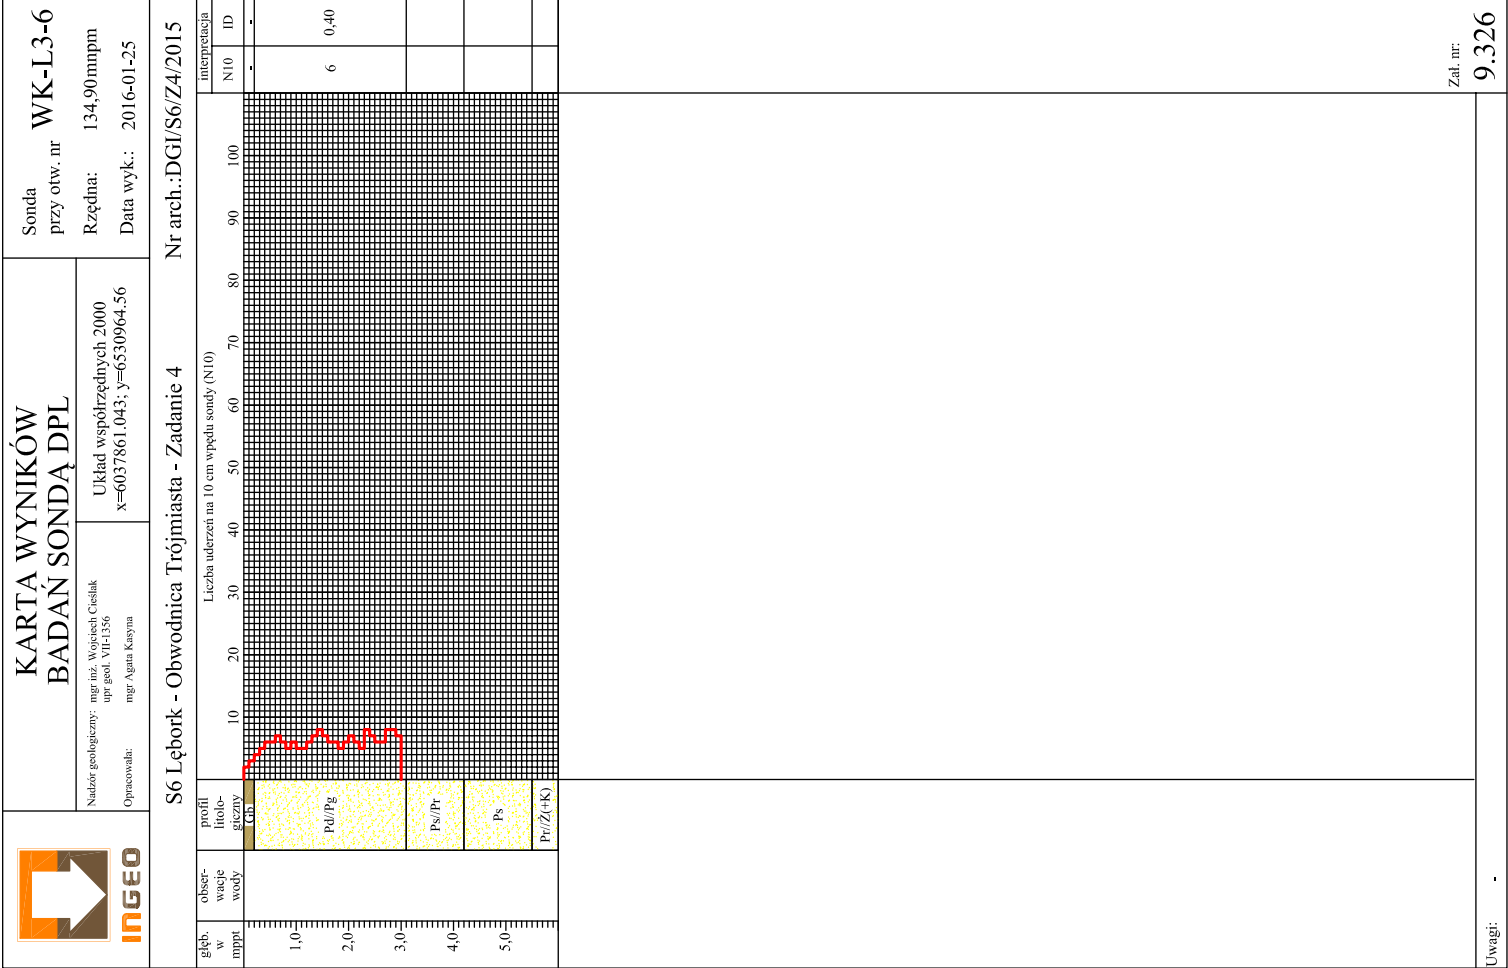 INGEO
KARTA WYNIKÓW
BADAŃ SONDĄ DPL
Nadzór geologiczny: mgr inż. Wojciech Cieślak
upr geol. VII-1356
Opracowała: mgr Agata Kasyna
Układ współrzędnych 2000
x=6037861.043; y=6530964.56
Sonda
przy otw. nr WK-L3-6
Rzędna: 134,90mnpm
Data wyk.: 2016-01-25
S6 Lębork - Obwodnica Trójmiasta - Zadanie 4 Nr arch.:DGI/S6/Z4/2015
głęb.
w
mppt
obser-
wacje
wody
profil
litolo-
giczny
Liczba uderzeń na 10 cm wpędu sondy (N10)
10 20 30 40 50 60 70 80 90 100
interpretacja
N10 ID
Gb - -
1,0
Pd//Pg 6 0,40
2,0
3,0
Ps//Pr
4,0
Ps
5,0
Pr//Ż(+K)
Uwagi: -
Zał. nr:
9.326